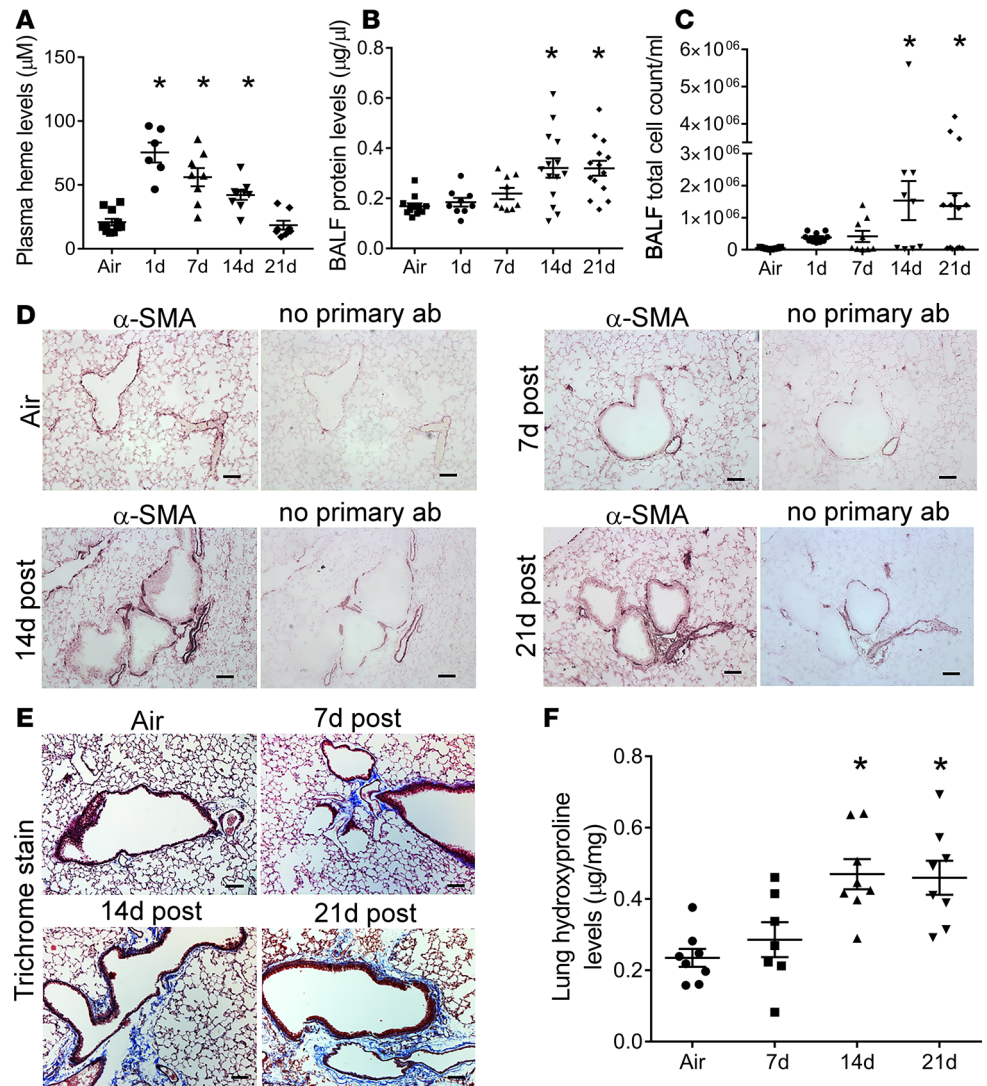 A
Plasma heme levels (µM)
150
100
50
0
*
*
*
Air 1d 7d 14d 21d
B
BALF protein levels (µg/µl)
0.8
0.6
0.4
0.2
0.0
*
*
Air 1d 7d 14d 21d
C
BALF total cell count/ml
6×10⁰⁶
5×10⁰⁶
4×10⁰⁶
3×10⁰⁶
2×10⁰⁶
1×10⁰⁶
0
*
*
Air 1d 7d 14d 21d
D
α-SMA no primary ab
Air
α-SMA no primary ab
7d post
α-SMA no primary ab
14d post
α-SMA no primary ab
21d post
E
Trichrome stain
Air 7d post
14d post 21d post
F
Lung hydroxyproline
levels (µg/mg)
0.8
0.6
0.4
0.2
0.0
*
*
Air 7d 14d 21d